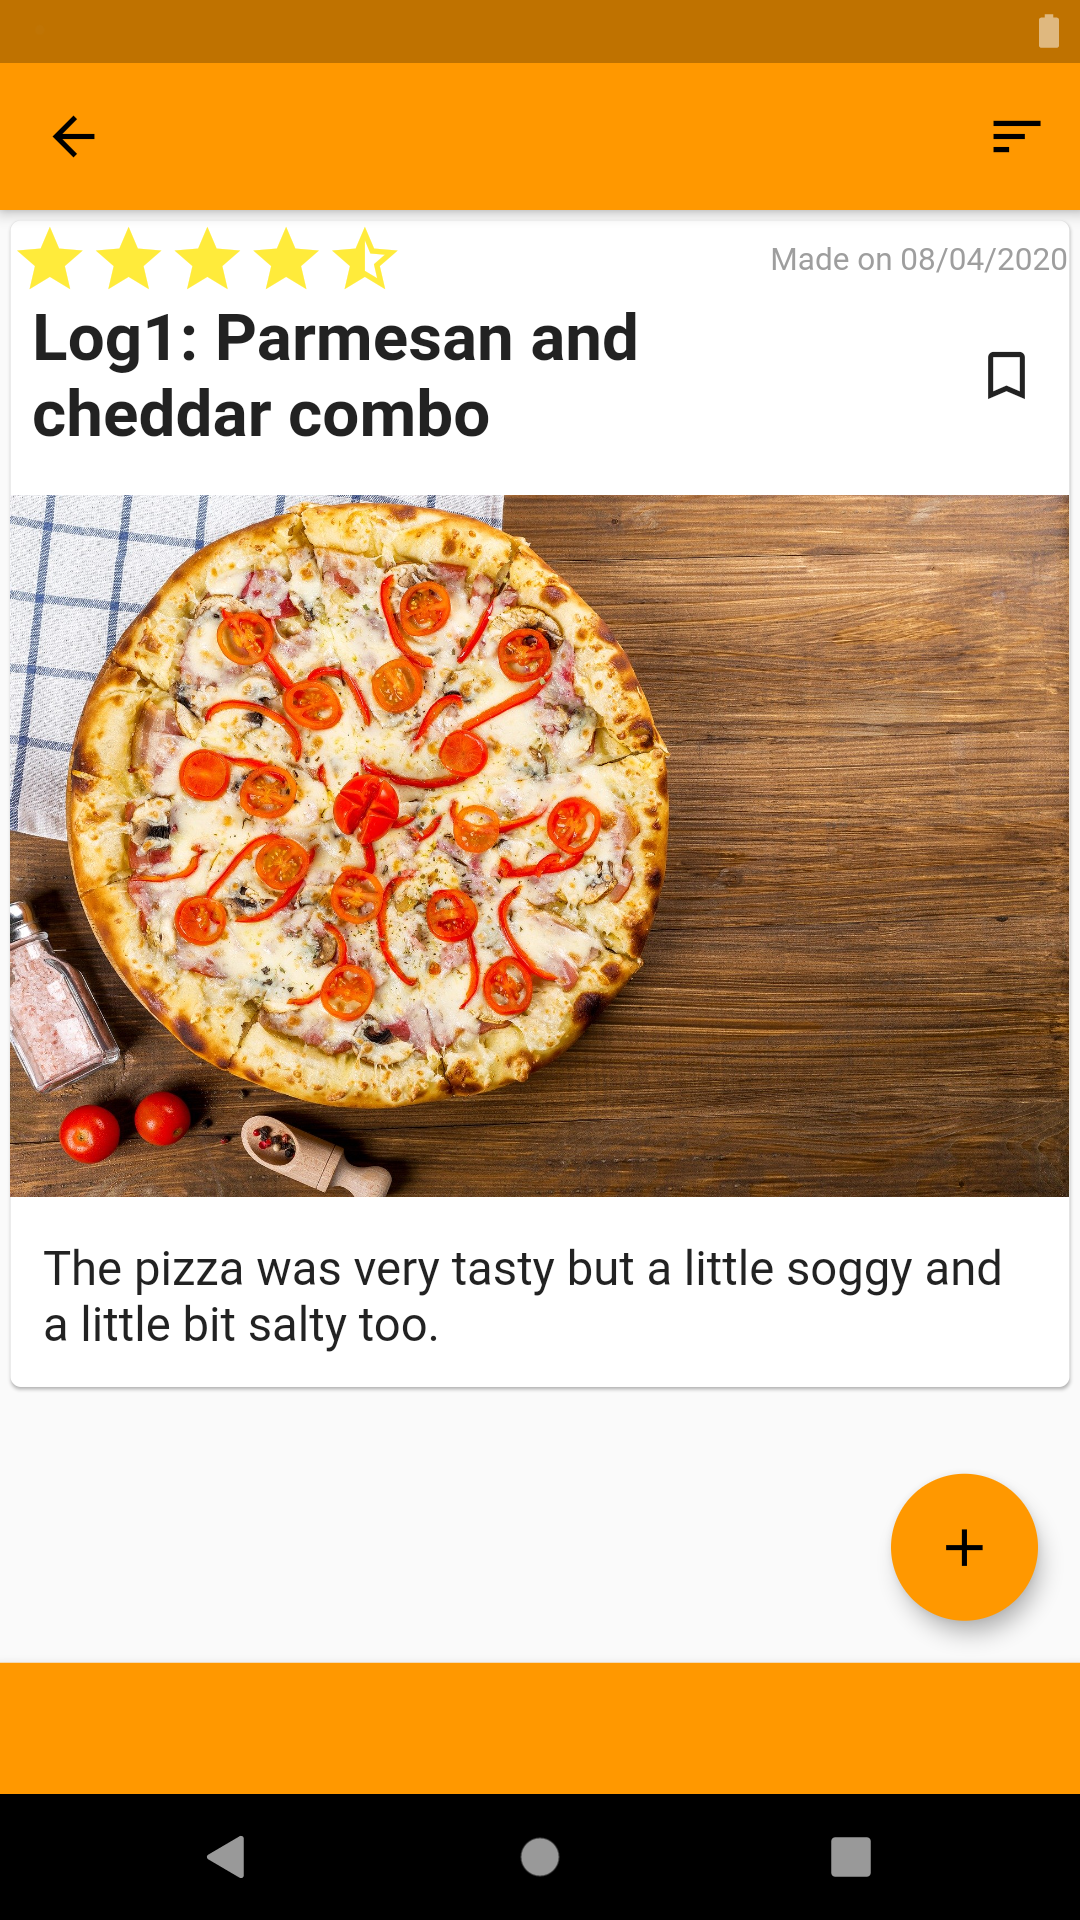 Made on 08/04/2020
Log1: Parmesan and
cheddar combo
The pizza was very tasty but a little soggy and
a little bit salty too.